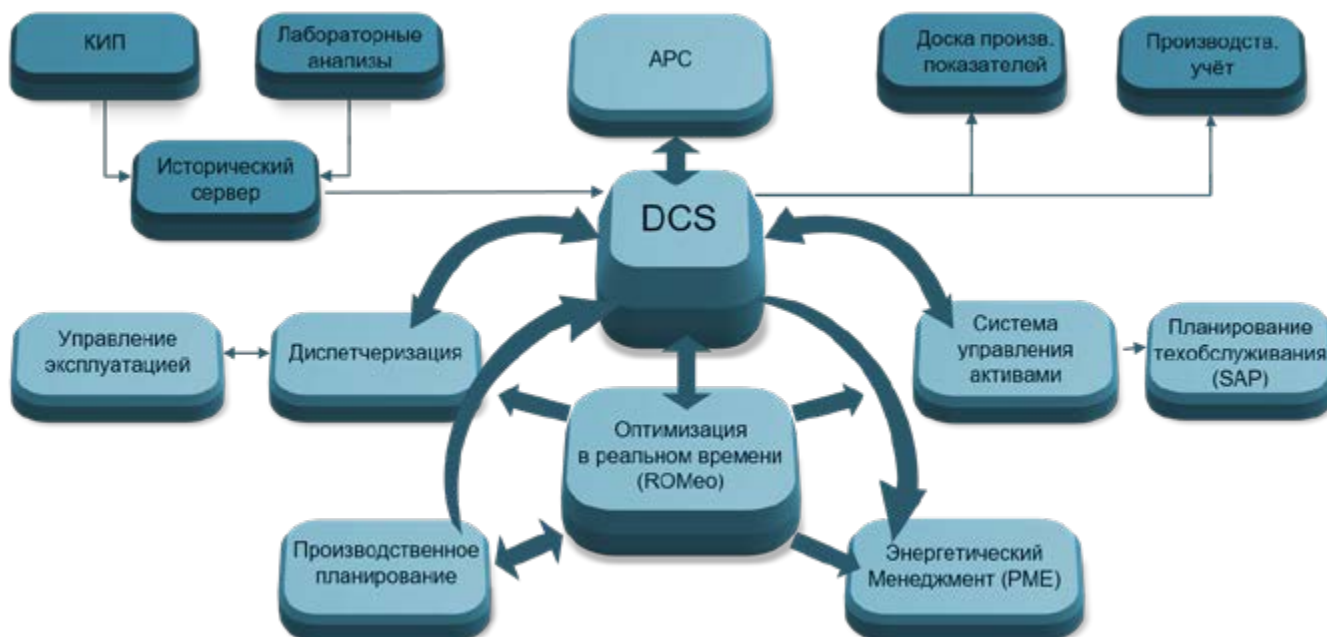 КИП
Лабораторные
анализы
APC
Доска произв.
показателей
Производств.
учёт
Исторический
сервер
DCS
Управление
эксплуатацией
Диспетчеризация
Система
управления
активами
Планирование
техобслуживания
(SAP)
Оптимизация
в реальном времени
(ROMeo)
Производственное
планирование
Энергетический
Менеджмент (PME)